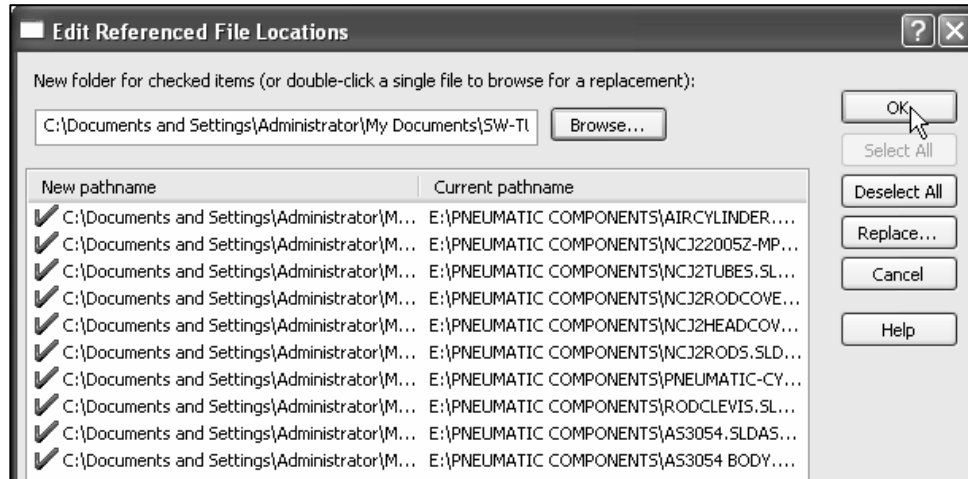 Edit Referenced File Locations
New folder for checked items (or double-click a single file to browse for a replacement):
C:\Documents and Settings\Administrator\My Documents\SW-TU
Browse...
OK
Select All
Deselect All
Replace...
Cancel
Help
New pathname Current pathname
C:\Documents and Settings\Administrator\M... E:\PNEUMATIC COMPONENTS\AIRCYLINDER....
C:\Documents and Settings\Administrator\M... E:\PNEUMATIC COMPONENTS\NCJ22005Z-MP...
C:\Documents and Settings\Administrator\M... E:\PNEUMATIC COMPONENTS\NCJ2TUBES.SL...
C:\Documents and Settings\Administrator\M... E:\PNEUMATIC COMPONENTS\NCJ2RODCOVE...
C:\Documents and Settings\Administrator\M... E:\PNEUMATIC COMPONENTS\NCJ2HEADCOV...
C:\Documents and Settings\Administrator\M... E:\PNEUMATIC COMPONENTS\NCJ2RODS.SLD...
C:\Documents and Settings\Administrator\M... E:\PNEUMATIC COMPONENTS\PNEUMATIC-CY...
C:\Documents and Settings\Administrator\M... E:\PNEUMATIC COMPONENTS\RODCLEVIS.SL...
C:\Documents and Settings\Administrator\M... E:\PNEUMATIC COMPONENTS\AS3054.SLDAS...
C:\Documents and Settings\Administrator\M... E:\PNEUMATIC COMPONENTS\AS3054 BODY....